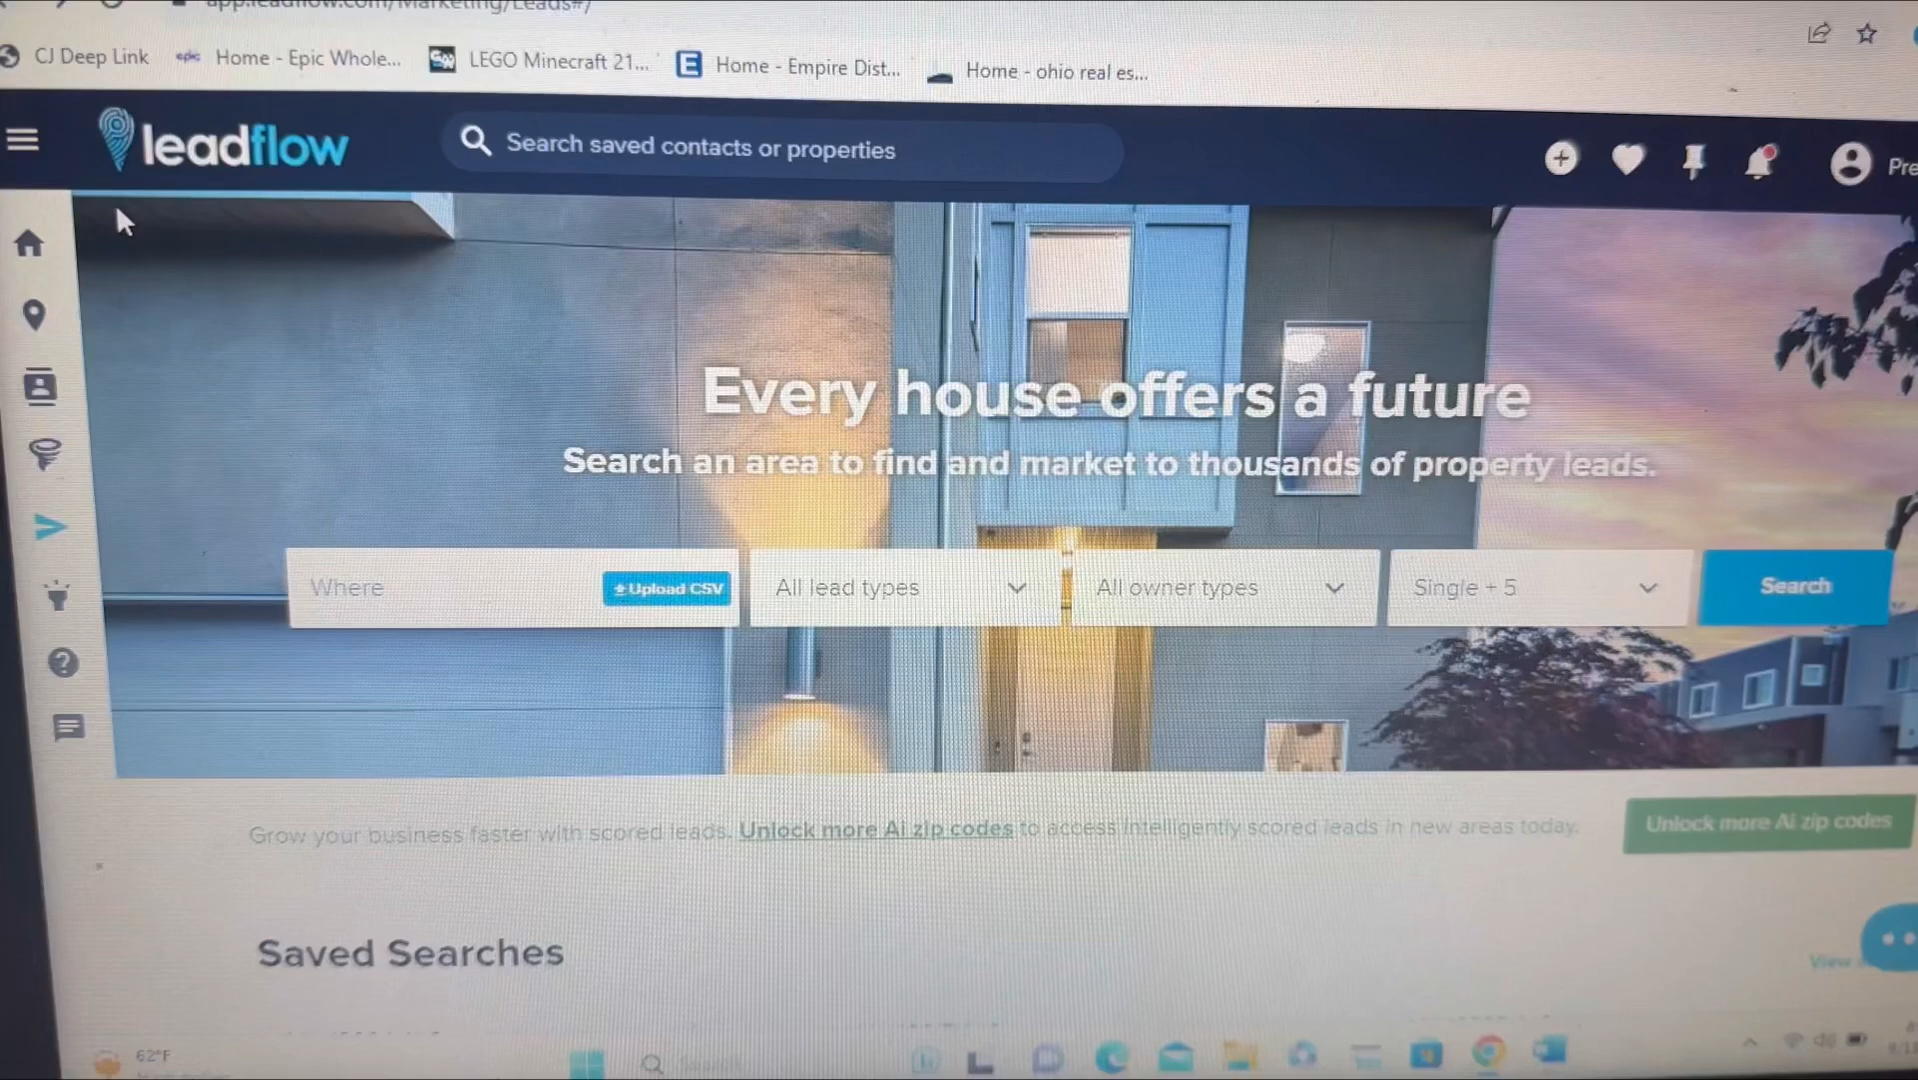 CJ Deep Link
epic Home - Epic Whole...
LEGO Minecraft 21...
E Home - Empire Dist...
Home - ohio real es...
leadflow
Search saved contacts or properties
Pre
Every house offers a future
Search an area to find and market to thousands of property leads.
Where
Upload CSV
All lead types
All owner types
Single + 5
Search
Grow your business faster with scored leads. Unlock more Ai zip codes to access intelligently scored leads in new areas today.
Unlock more Ai zip codes
Saved Searches
View
62°F